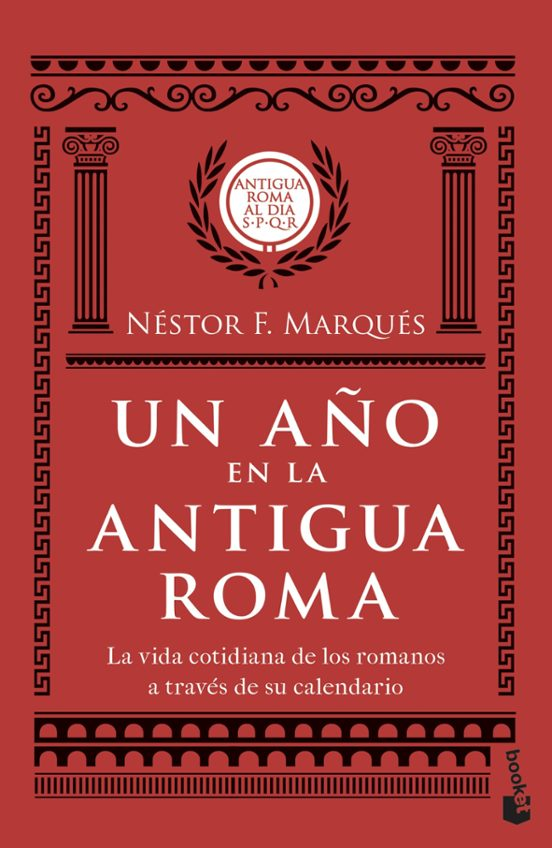 ANTIGUA
ROMA
AL DIA
S·P·Q·R
NÉSTOR F. MARQUÉS
UN AÑO
EN LA
ANTIGUA
ROMA
La vida cotidiana de los romanos
a través de su calendario
booket